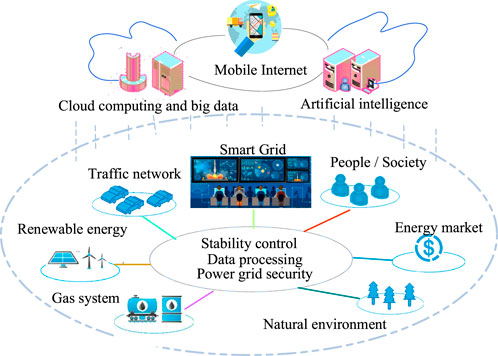 Mobile Internet
Cloud computing and big data
Artificial intelligence
Smart Grid
People / Society
Traffic network
Renewable energy
Energy market
Stability control
Data processing
Power grid security
Gas system
Natural environment